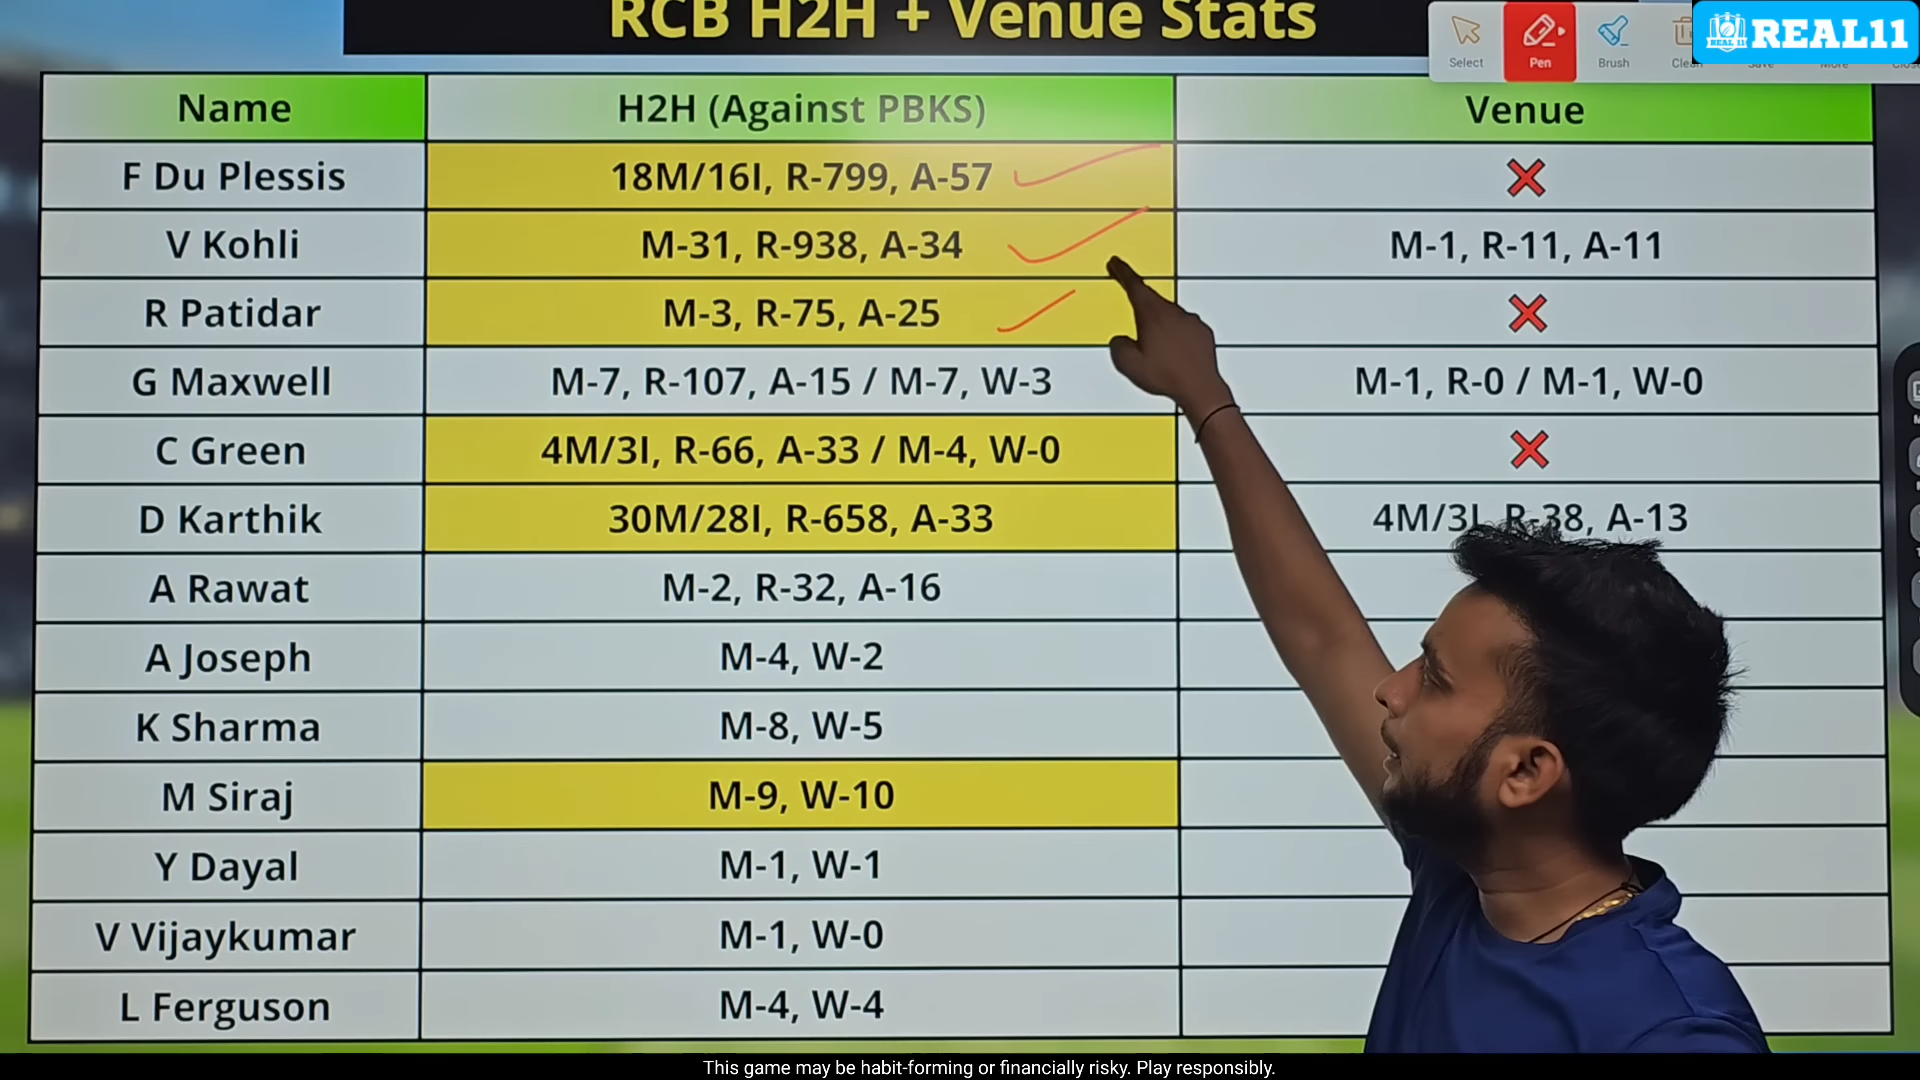 RCB H2H + Venue Stats
Select
Pen
Brush
REAL 11
REAL11
Name
H2H (Against PBKS)
Venue
F Du Plessis
18M/16I, R-799, A-57
V Kohli
M-31, R-938, A-34
M-1, R-11, A-11
R Patidar
M-3, R-75, A-25
G Maxwell
M-7, R-107, A-15 / M-7, W-3
M-1, R-0 / M-1, W-0
C Green
4M/3I, R-66, A-33 / M-4, W-0
D Karthik
30M/28I, R-658, A-33
4M/3I, R-38, A-13
A Rawat
M-2, R-32, A-16
A Joseph
M-4, W-2
K Sharma
M-8, W-5
M Siraj
M-9, W-10
Y Dayal
M-1, W-1
V Vijaykumar
M-1, W-0
L Ferguson
M-4, W-4
This game may be habit-forming or financially risky. Play responsibly.